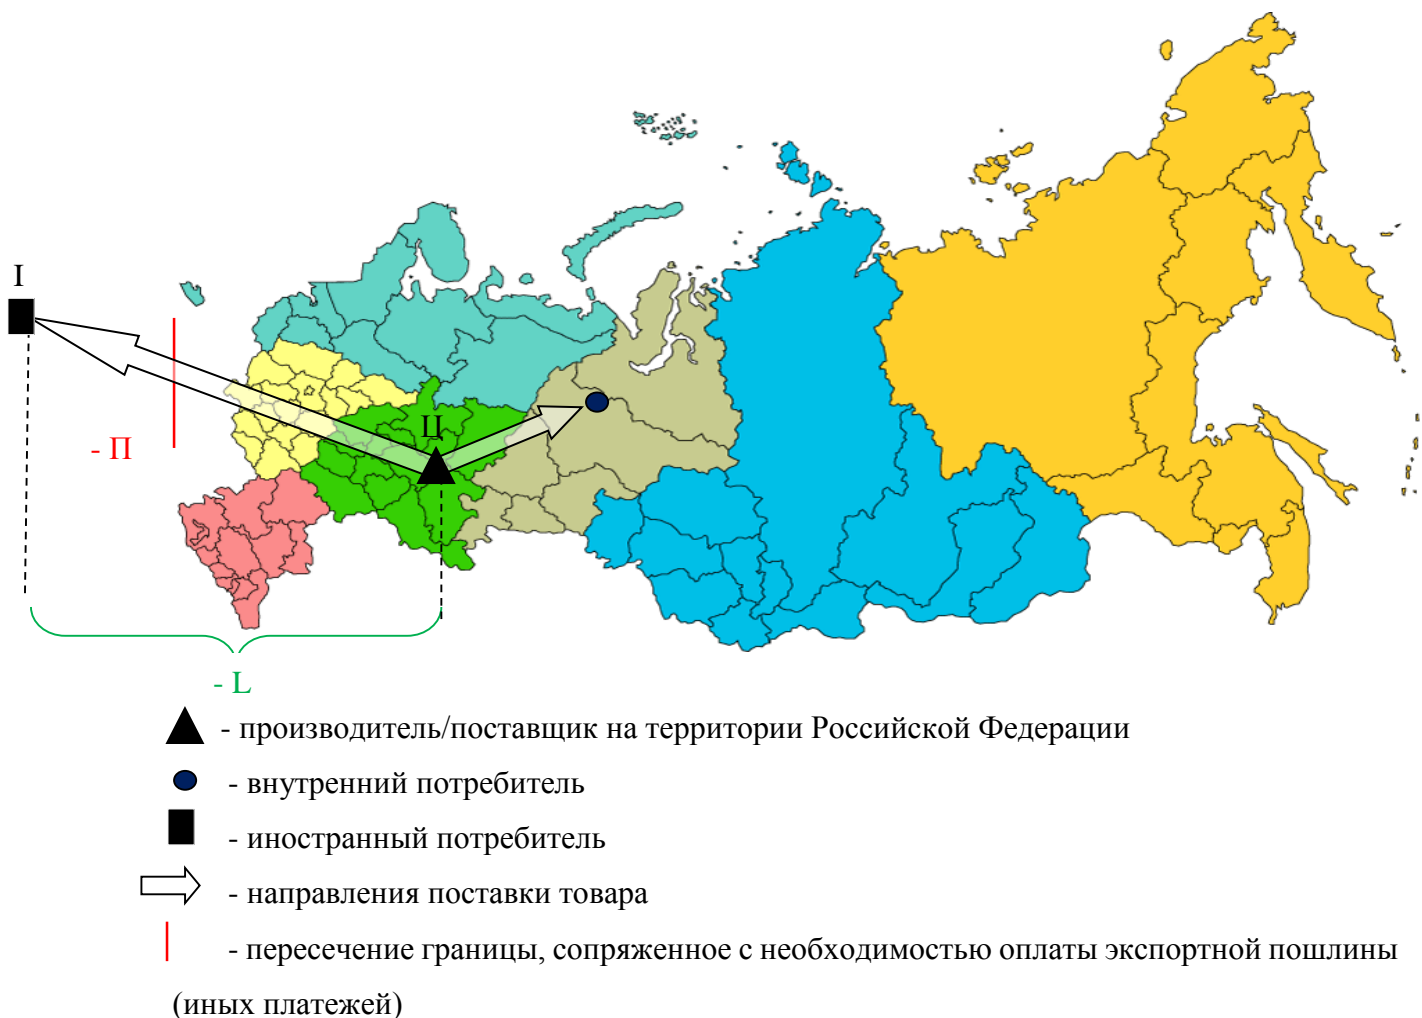 I
Ц
- П
- L
- производитель/поставщик на территории Российской Федерации
- внутренний потребитель
- иностранный потребитель
- направления поставки товара
- пересечение границы, сопряженное с необходимостью оплаты экспортной пошлины
(иных платежей)